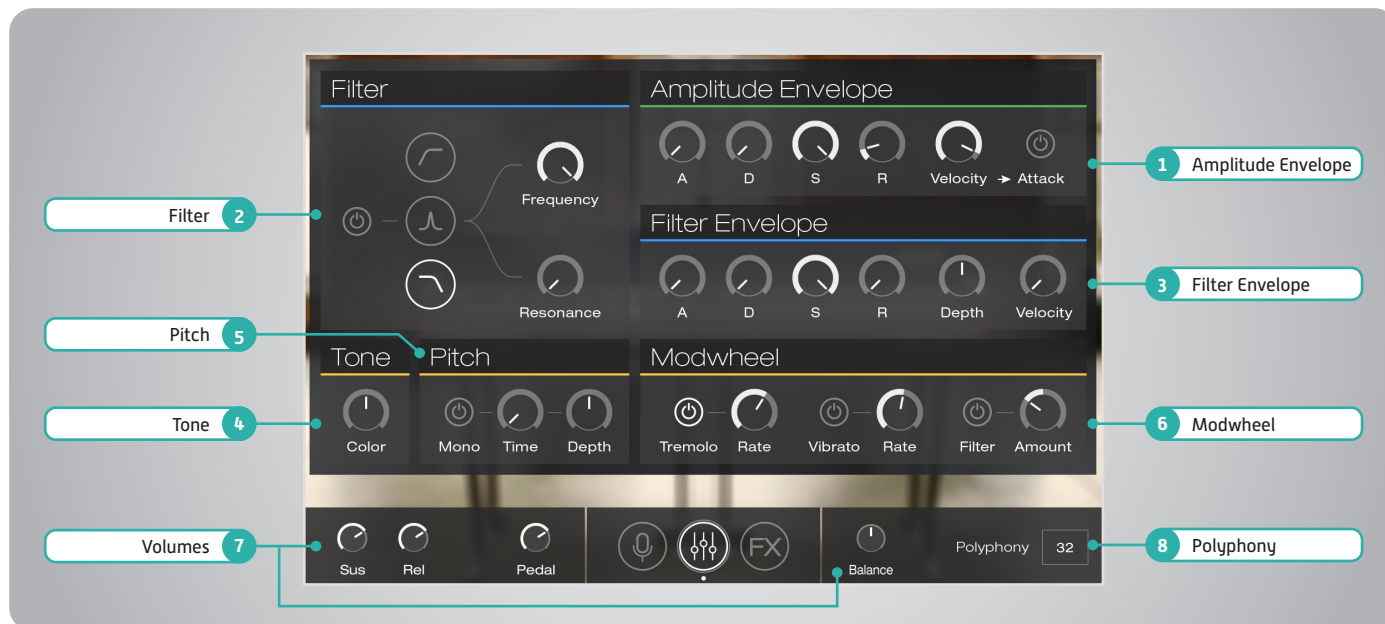 Filter
Amplitude Envelope
A D S R Velocity Attack
1 Amplitude Envelope
Frequency
Filter 2
Filter Envelope
A D S R Depth Velocity
3 Filter Envelope
Resonance
Pitch 5
Tone
Pitch
Modwheel
Tone 4
Color
Mono Time Depth
Tremolo Rate Vibrato Rate Filter Amount
6 Modwheel
Volumes 7
Sus Rel Pedal
FX
Balance
Polyphony 32
8 Polyphony